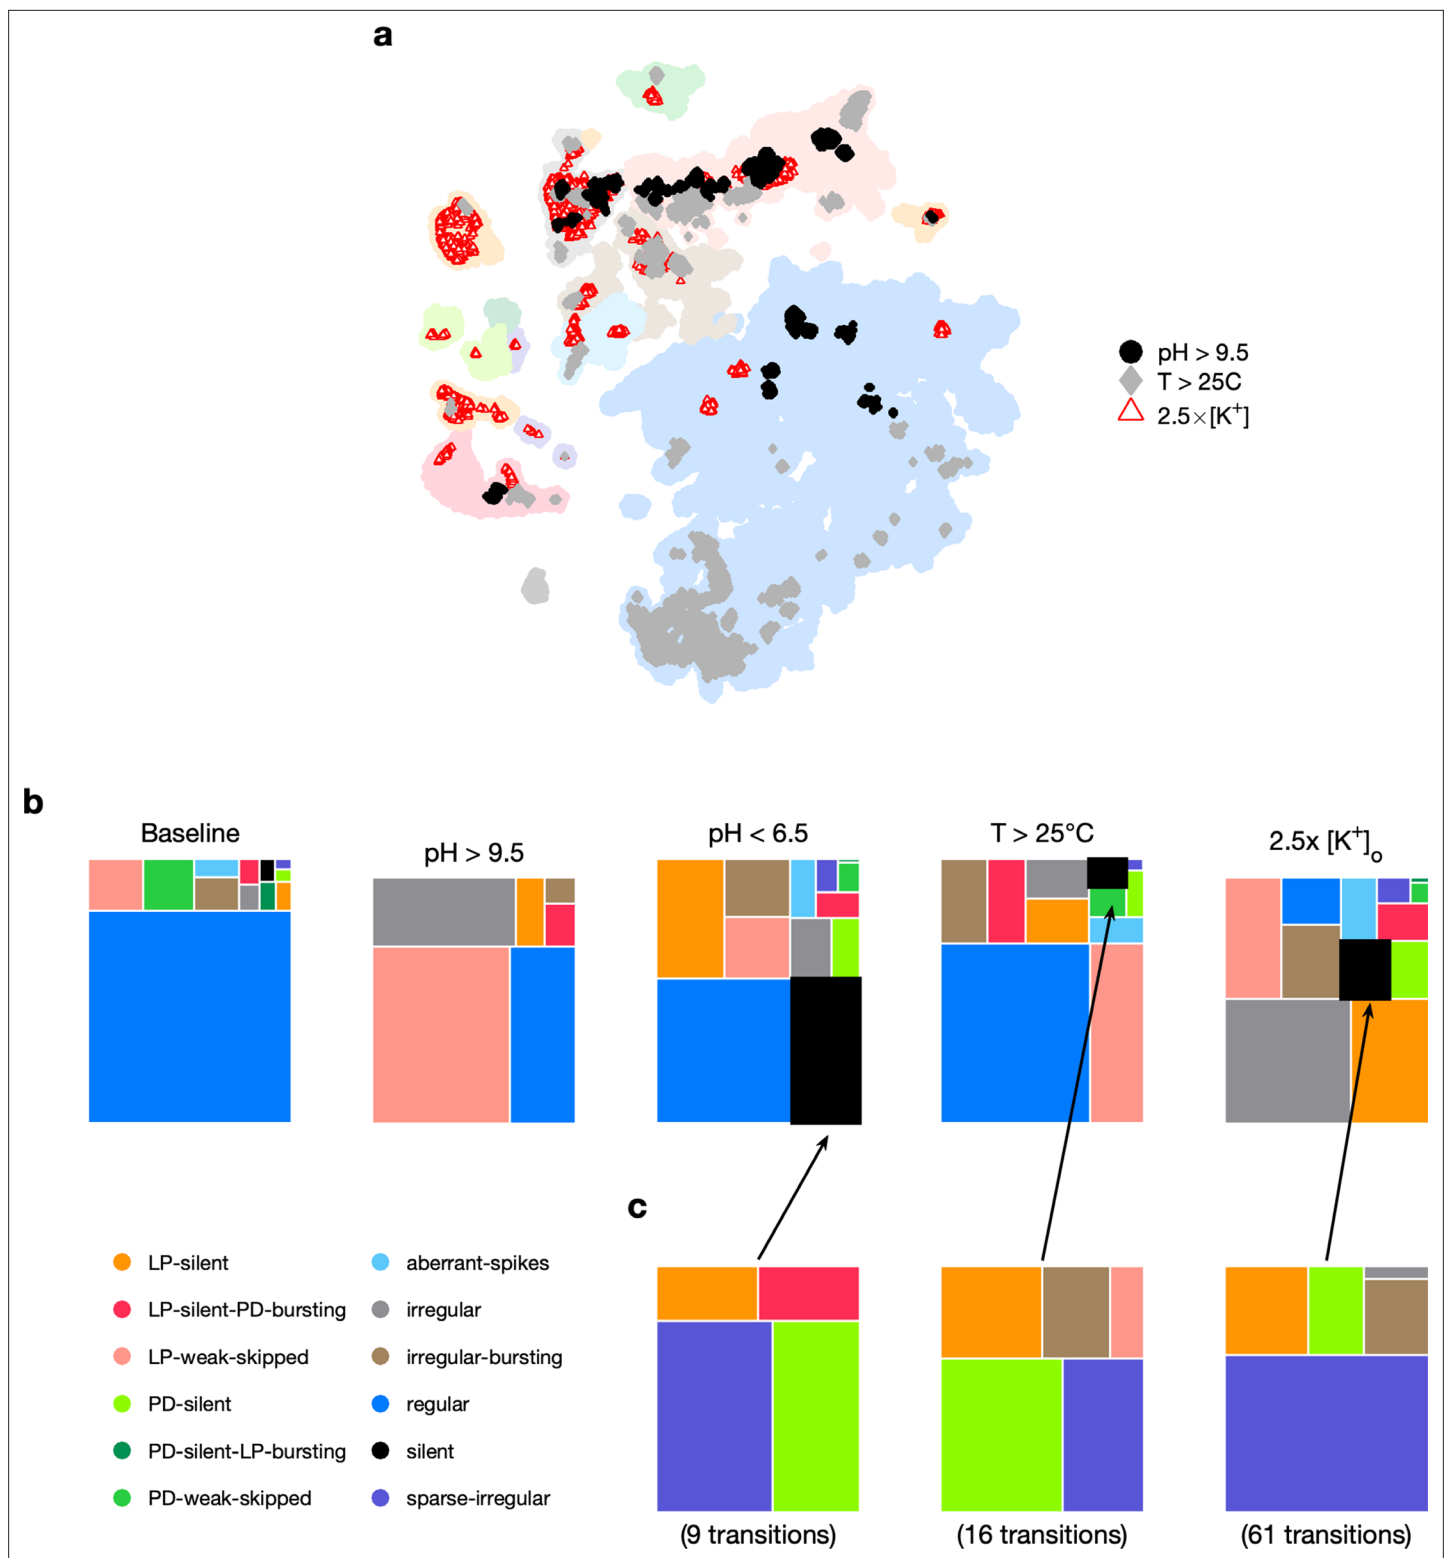 a
pH > 9.5
T > 25C
2.5×[K⁺]
b
Baseline
pH > 9.5
pH < 6.5
T > 25°C
2.5x [K⁺]ₒ
c
LP-silent
LP-silent-PD-bursting
LP-weak-skipped
PD-silent
PD-silent-LP-bursting
PD-weak-skipped
aberrant-spikes
irregular
irregular-bursting
regular
silent
sparse-irregular
(9 transitions)
(16 transitions)
(61 transitions)